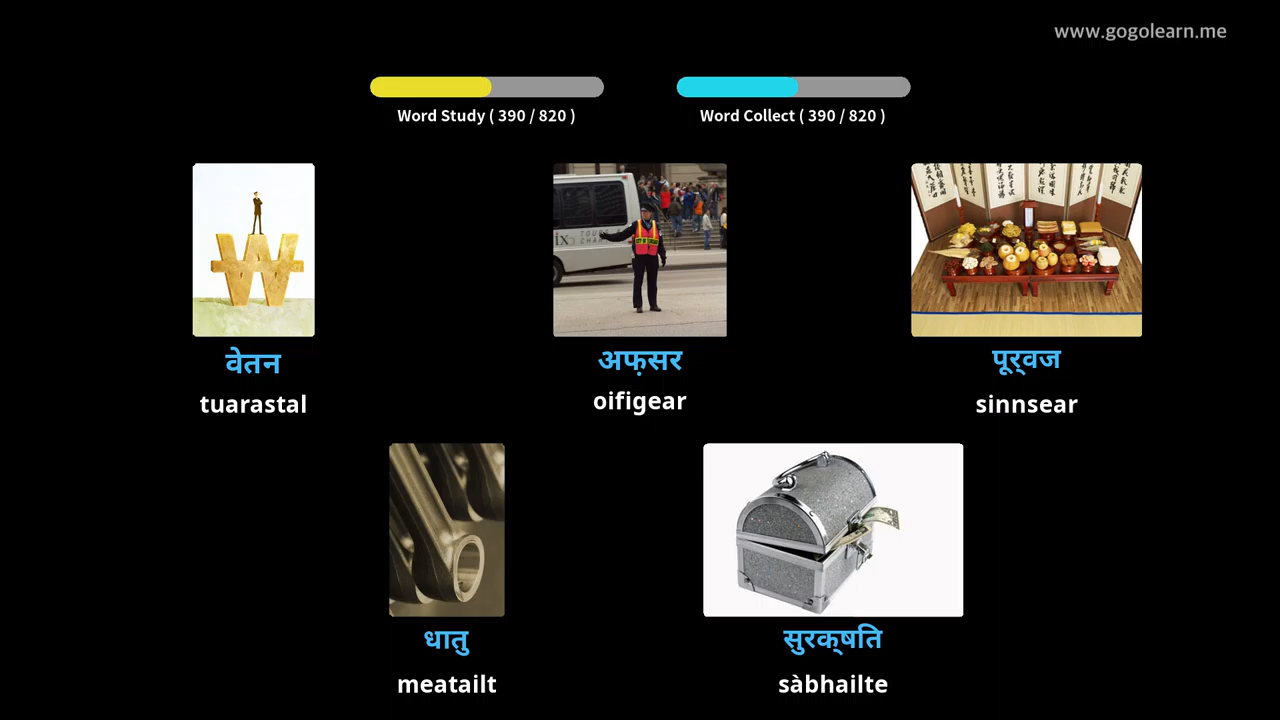 www.gogolearn.me
Word Study ( 390 / 820 )
Word Collect ( 390 / 820 )
वेतन
अफ़सर
पूर्‌वज
tuarastal
oifigear
sinnsear
धातु
सुरक्‌षति
meatailt
sàbhailte